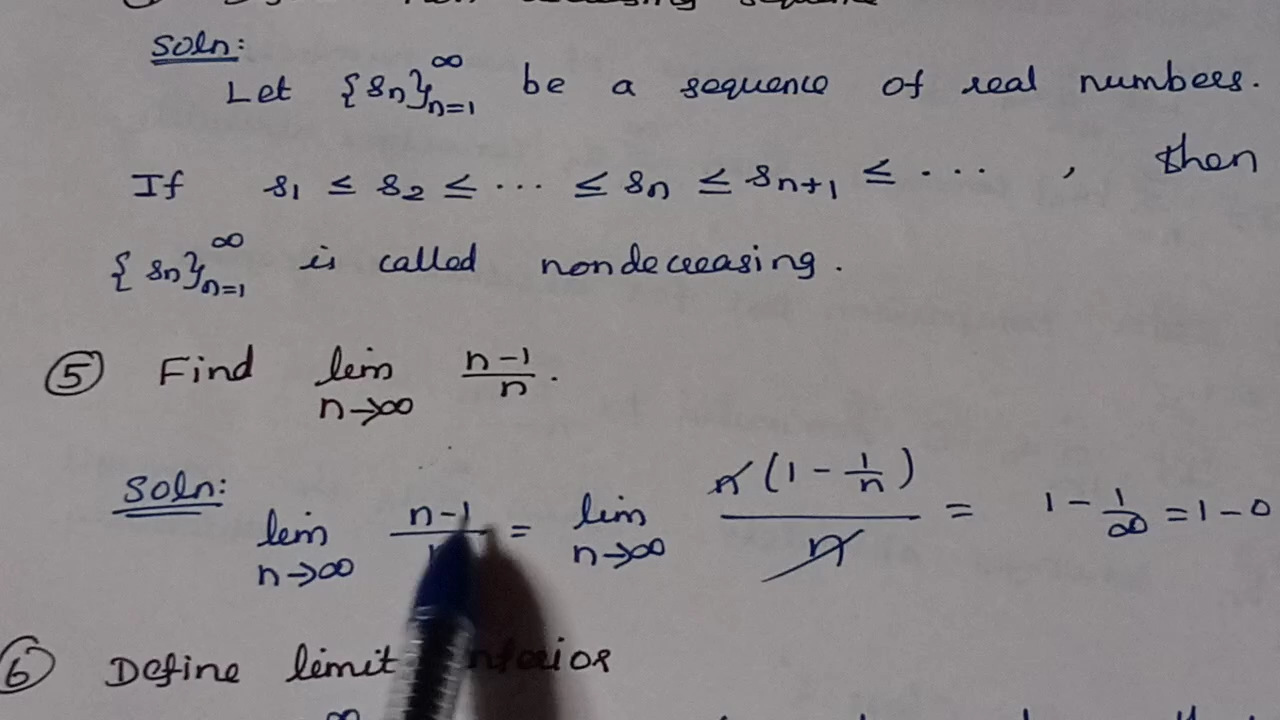 Soln:
Let {sn}∞n=1 be a sequence of real numbers.
If s1 ≤ s2 ≤ ... ≤ sn ≤ sn+1 ≤ ... , then
{sn}∞n=1 is called nondecreasing.
⑤ Find lim n→∞ n-1/n.
Soln: lim n→∞ n-1/ = lim n→∞ n(1 - 1/n)/n = 1 - 1/∞ = 1 - 0
⑥ Define limit